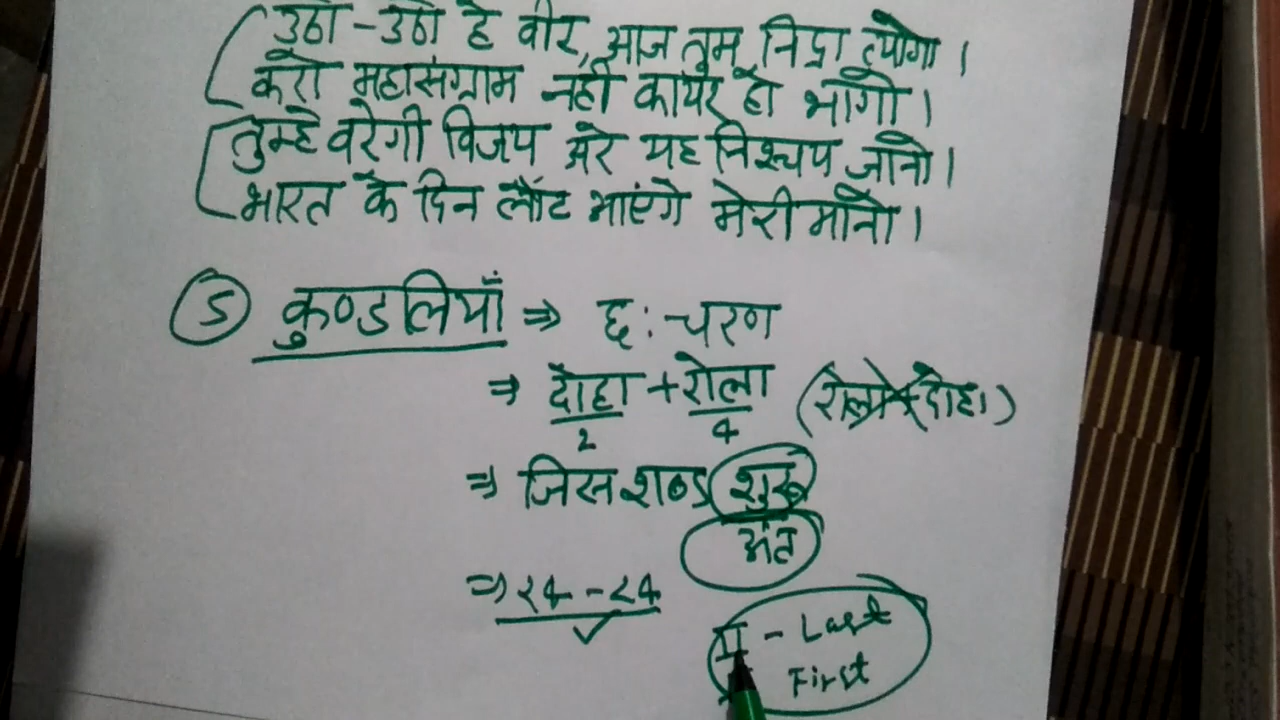 उठो - उठो हे वीर, आज तुम निद्रा त्यागो ।
करो महासंग्राम नहीं कायर हो भागो ।
तुम्हे वरेगी विजय अरे यह निश्चय जानो ।
भारत के दिन लौट आएंगे मेरी मानो ।
5 कुण्डलियाँ ⇒ छ: चरण
⇒ दोहा + रोला (रोला + दोहा)
2 4
⇒ जिस शब्द शुरू
अंत
⇒ 24 - 24 ✓
II - Last
First